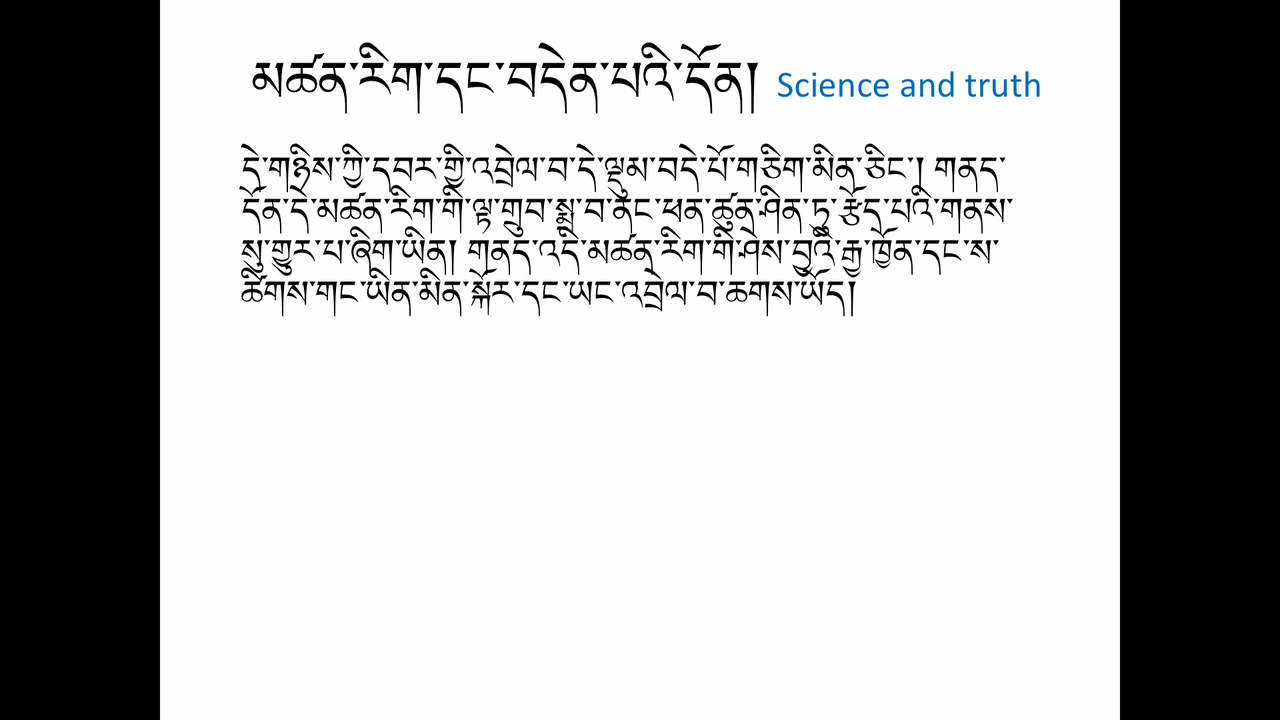 མཚན་རིག་དང་བདེན་པའི་དོན། Science and truth
དེ་གཉིས་ཀྱི་དབར་གྱི་འབྲེལ་བ་དེ་ལྡུམ་བདེ་པོ་གཅིག་མིན་ཅིང་། གནད་
དོན་དེ་མཚན་རིག་གི་ལྟ་གྲུབ་སྨྲ་བ་ནང་ཕན་ཚུན་ཤིན་ཏུ་རྩོད་པའི་གནས་
སུ་གྱུར་པ་ཞིག་ཡིན། གནད་འདི་མཚན་རིག་གི་ཤེས་བྱའི་རྒྱ་ཁྱོན་དང་ས་
ཚིགས་གང་ཡིན་མིན་སྐོར་དང་ཡང་འབྲེལ་བ་ཆགས་ཡོད།